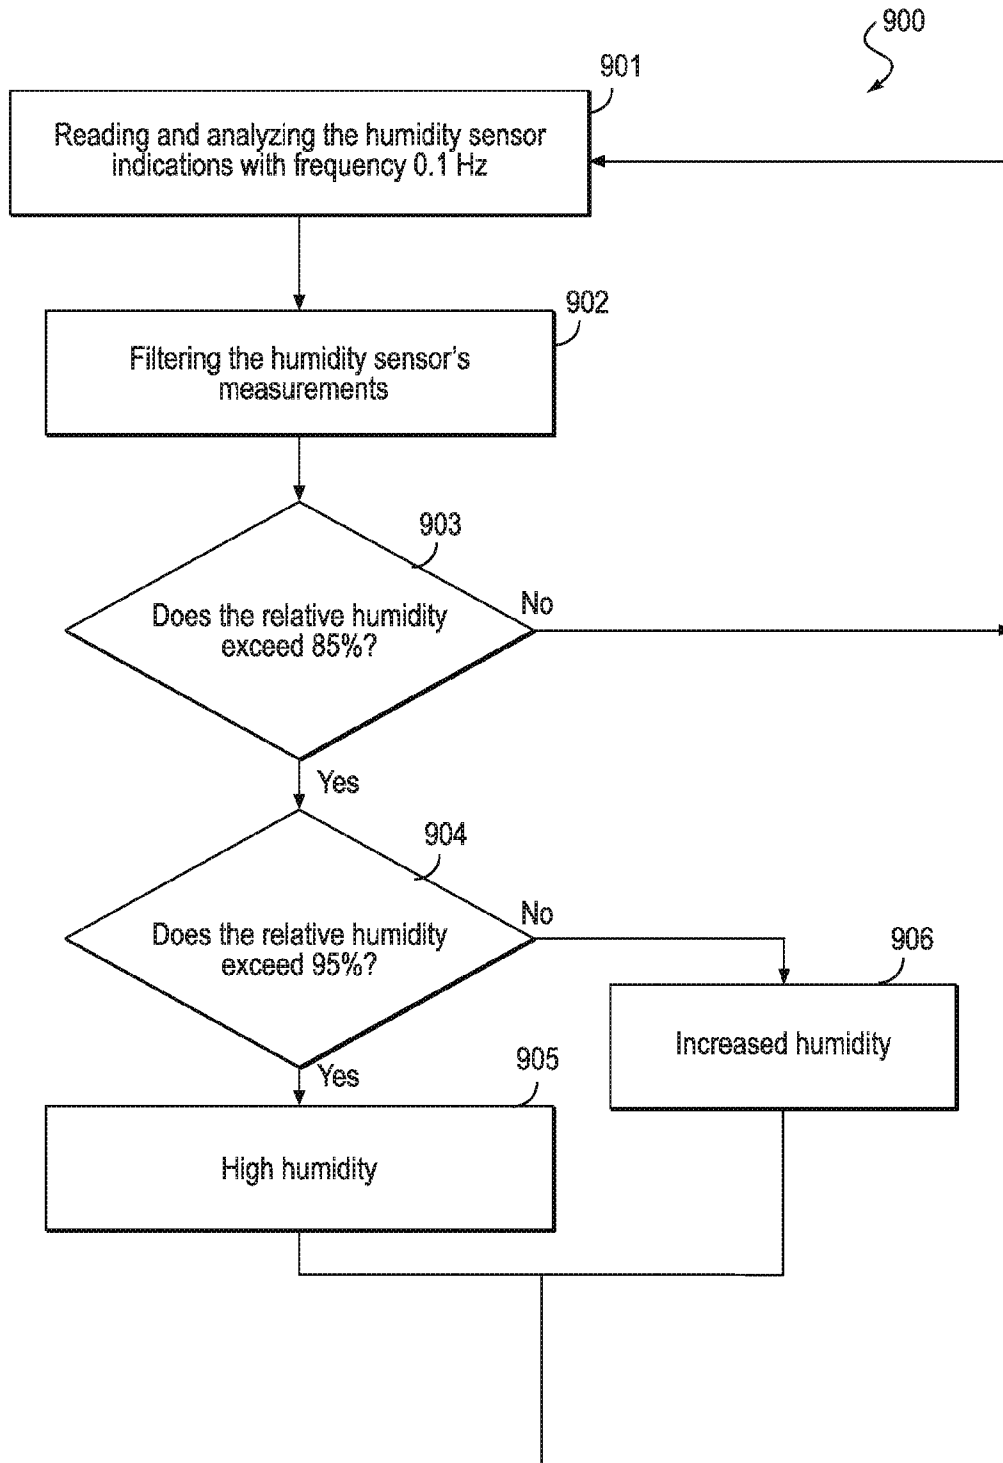 900
901
Reading and analyzing the humidity sensor
indications with frequency 0.1 Hz
902
Filtering the humidity sensor's
measurements
903
Does the relative humidity
exceed 85%?
No
Yes
904
Does the relative humidity
exceed 95%?
No
906
Increased humidity
Yes
905
High humidity